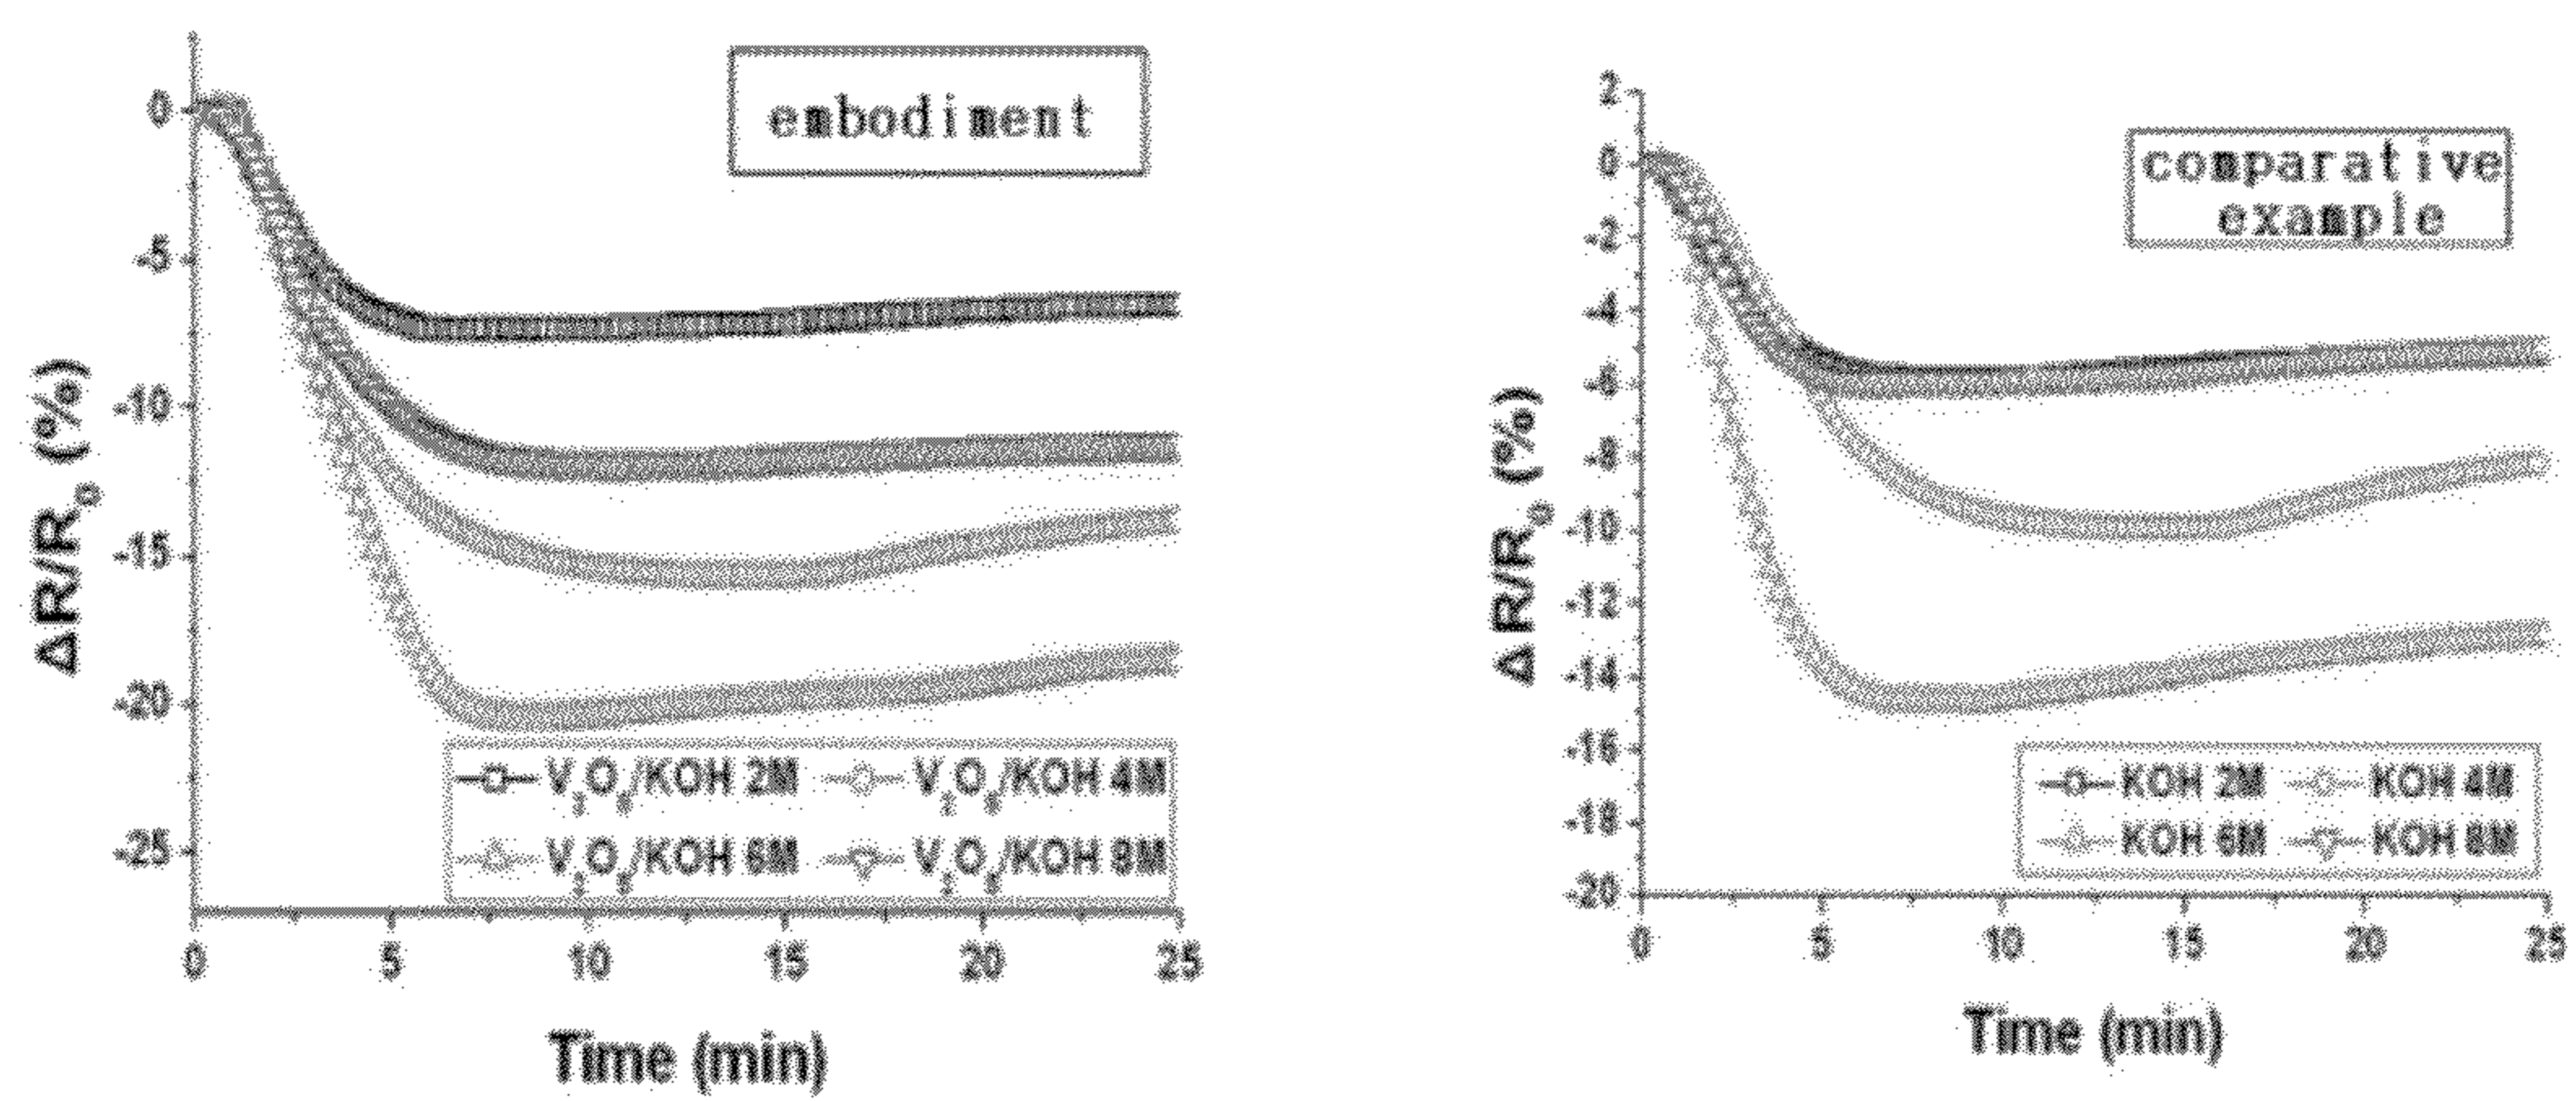 embodiment
0
-5
-10
-15
-20
-25
ΔR/R₀ (%)
V₂O₅/KOH 2M V₂O₅/KOH 4M
V₂O₅/KOH 6M V₂O₅/KOH 8M
0 5 10 15 20 25
Time (min)
comparative
example
2
0
-2
-4
-6
-8
-10
-12
-14
-16
-18
-20
ΔR/R₀ (%)
KOH 2M KOH 4M
KOH 6M KOH 8M
0 5 10 15 20 25
Time (min)